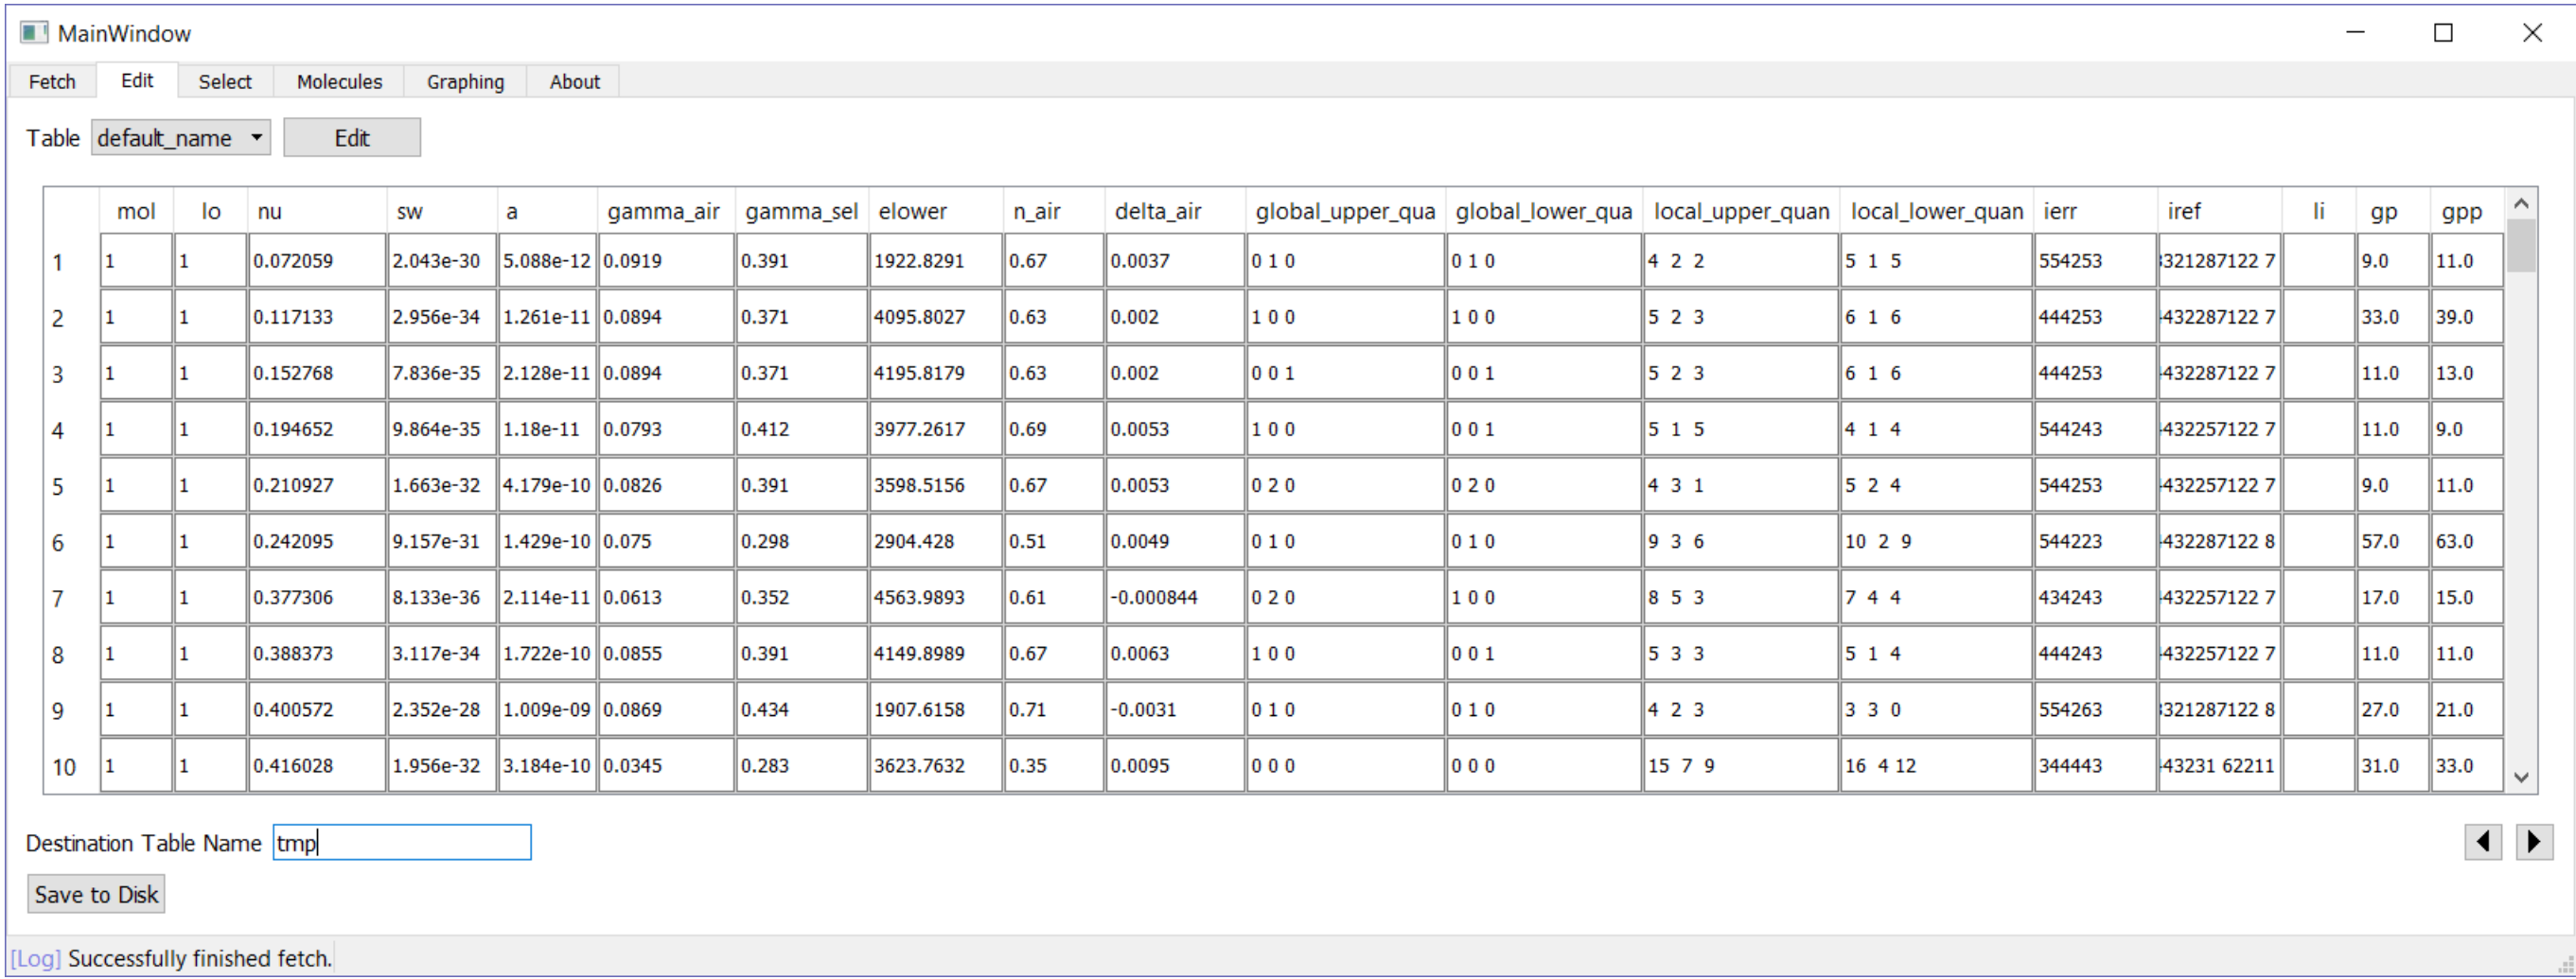 MainWindow
Fetch Edit Select Molecules Graphing About
Table default_name Edit
mol lo nu sw a gamma_air gamma_sel elower n_air delta_air global_upper_qua global_lower_qua local_upper_quan local_lower_quan ierr iref li gp gpp
1 1 1 0.072059 2.043e-30 5.088e-12 0.0919 0.391 1922.8291 0.67 0.0037 0 1 0 0 1 0 4 2 2 5 1 5 554253 321287122 7 9.0 11.0
2 1 1 0.117133 2.956e-34 1.261e-11 0.0894 0.371 4095.8027 0.63 0.002 1 0 0 1 0 0 5 2 3 6 1 6 444253 432287122 7 33.0 39.0
3 1 1 0.152768 7.836e-35 2.128e-11 0.0894 0.371 4195.8179 0.63 0.002 0 0 1 0 0 1 5 2 3 6 1 6 444253 432287122 7 11.0 13.0
4 1 1 0.194652 9.864e-35 1.18e-11 0.0793 0.412 3977.2617 0.69 0.0053 1 0 0 0 0 1 5 1 5 4 1 4 544243 432257122 7 11.0 9.0
5 1 1 0.210927 1.663e-32 4.179e-10 0.0826 0.391 3598.5156 0.67 0.0053 0 2 0 0 2 0 4 3 1 5 2 4 544253 432257122 7 9.0 11.0
6 1 1 0.242095 9.157e-31 1.429e-10 0.075 0.298 2904.428 0.51 0.0049 0 1 0 0 1 0 9 3 6 10 2 9 544223 432287122 8 57.0 63.0
7 1 1 0.377306 8.133e-36 2.114e-11 0.0613 0.352 4563.9893 0.61 -0.000844 0 2 0 1 0 0 8 5 3 7 4 4 434243 432257122 7 17.0 15.0
8 1 1 0.388373 3.117e-34 1.722e-10 0.0855 0.391 4149.8989 0.67 0.0063 1 0 0 0 0 1 5 3 3 5 1 4 444243 432257122 7 11.0 11.0
9 1 1 0.400572 2.352e-28 1.009e-09 0.0869 0.434 1907.6158 0.71 -0.0031 0 1 0 0 1 0 4 2 3 3 3 0 554263 321287122 8 27.0 21.0
10 1 1 0.416028 1.956e-32 3.184e-10 0.0345 0.283 3623.7632 0.35 0.0095 0 0 0 0 0 0 15 7 9 16 4 12 344443 43231 62211 31.0 33.0
Destination Table Name tmp
Save to Disk
[Log] Successfully finished fetch.